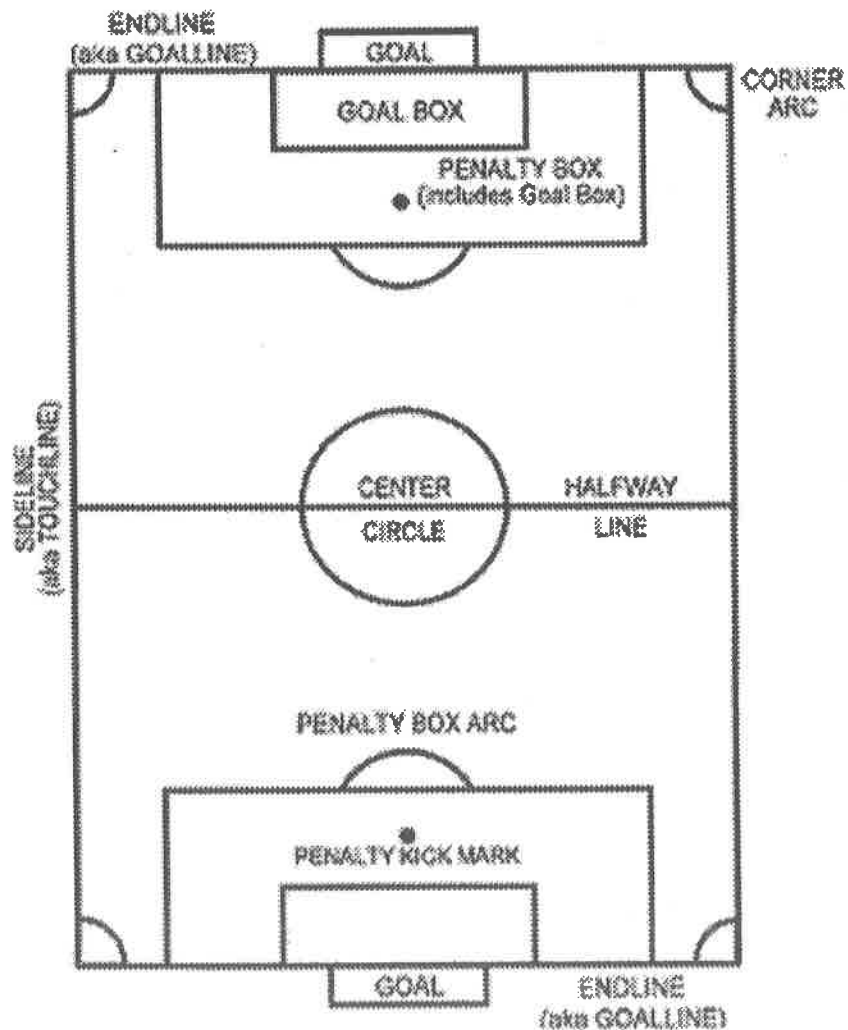 ENDLINE
(aka GOALLINE)
GOAL
CORNER
ARC
GOAL BOX
PENALTY BOX
(includes Goal Box)
SIDELINE
(aka TOUCHLINE)
CENTER
CIRCLE
HALFWAY
LINE
PENALTY BOX ARC
PENALTY KICK MARK
GOAL
ENDLINE
(aka GOALLINE)